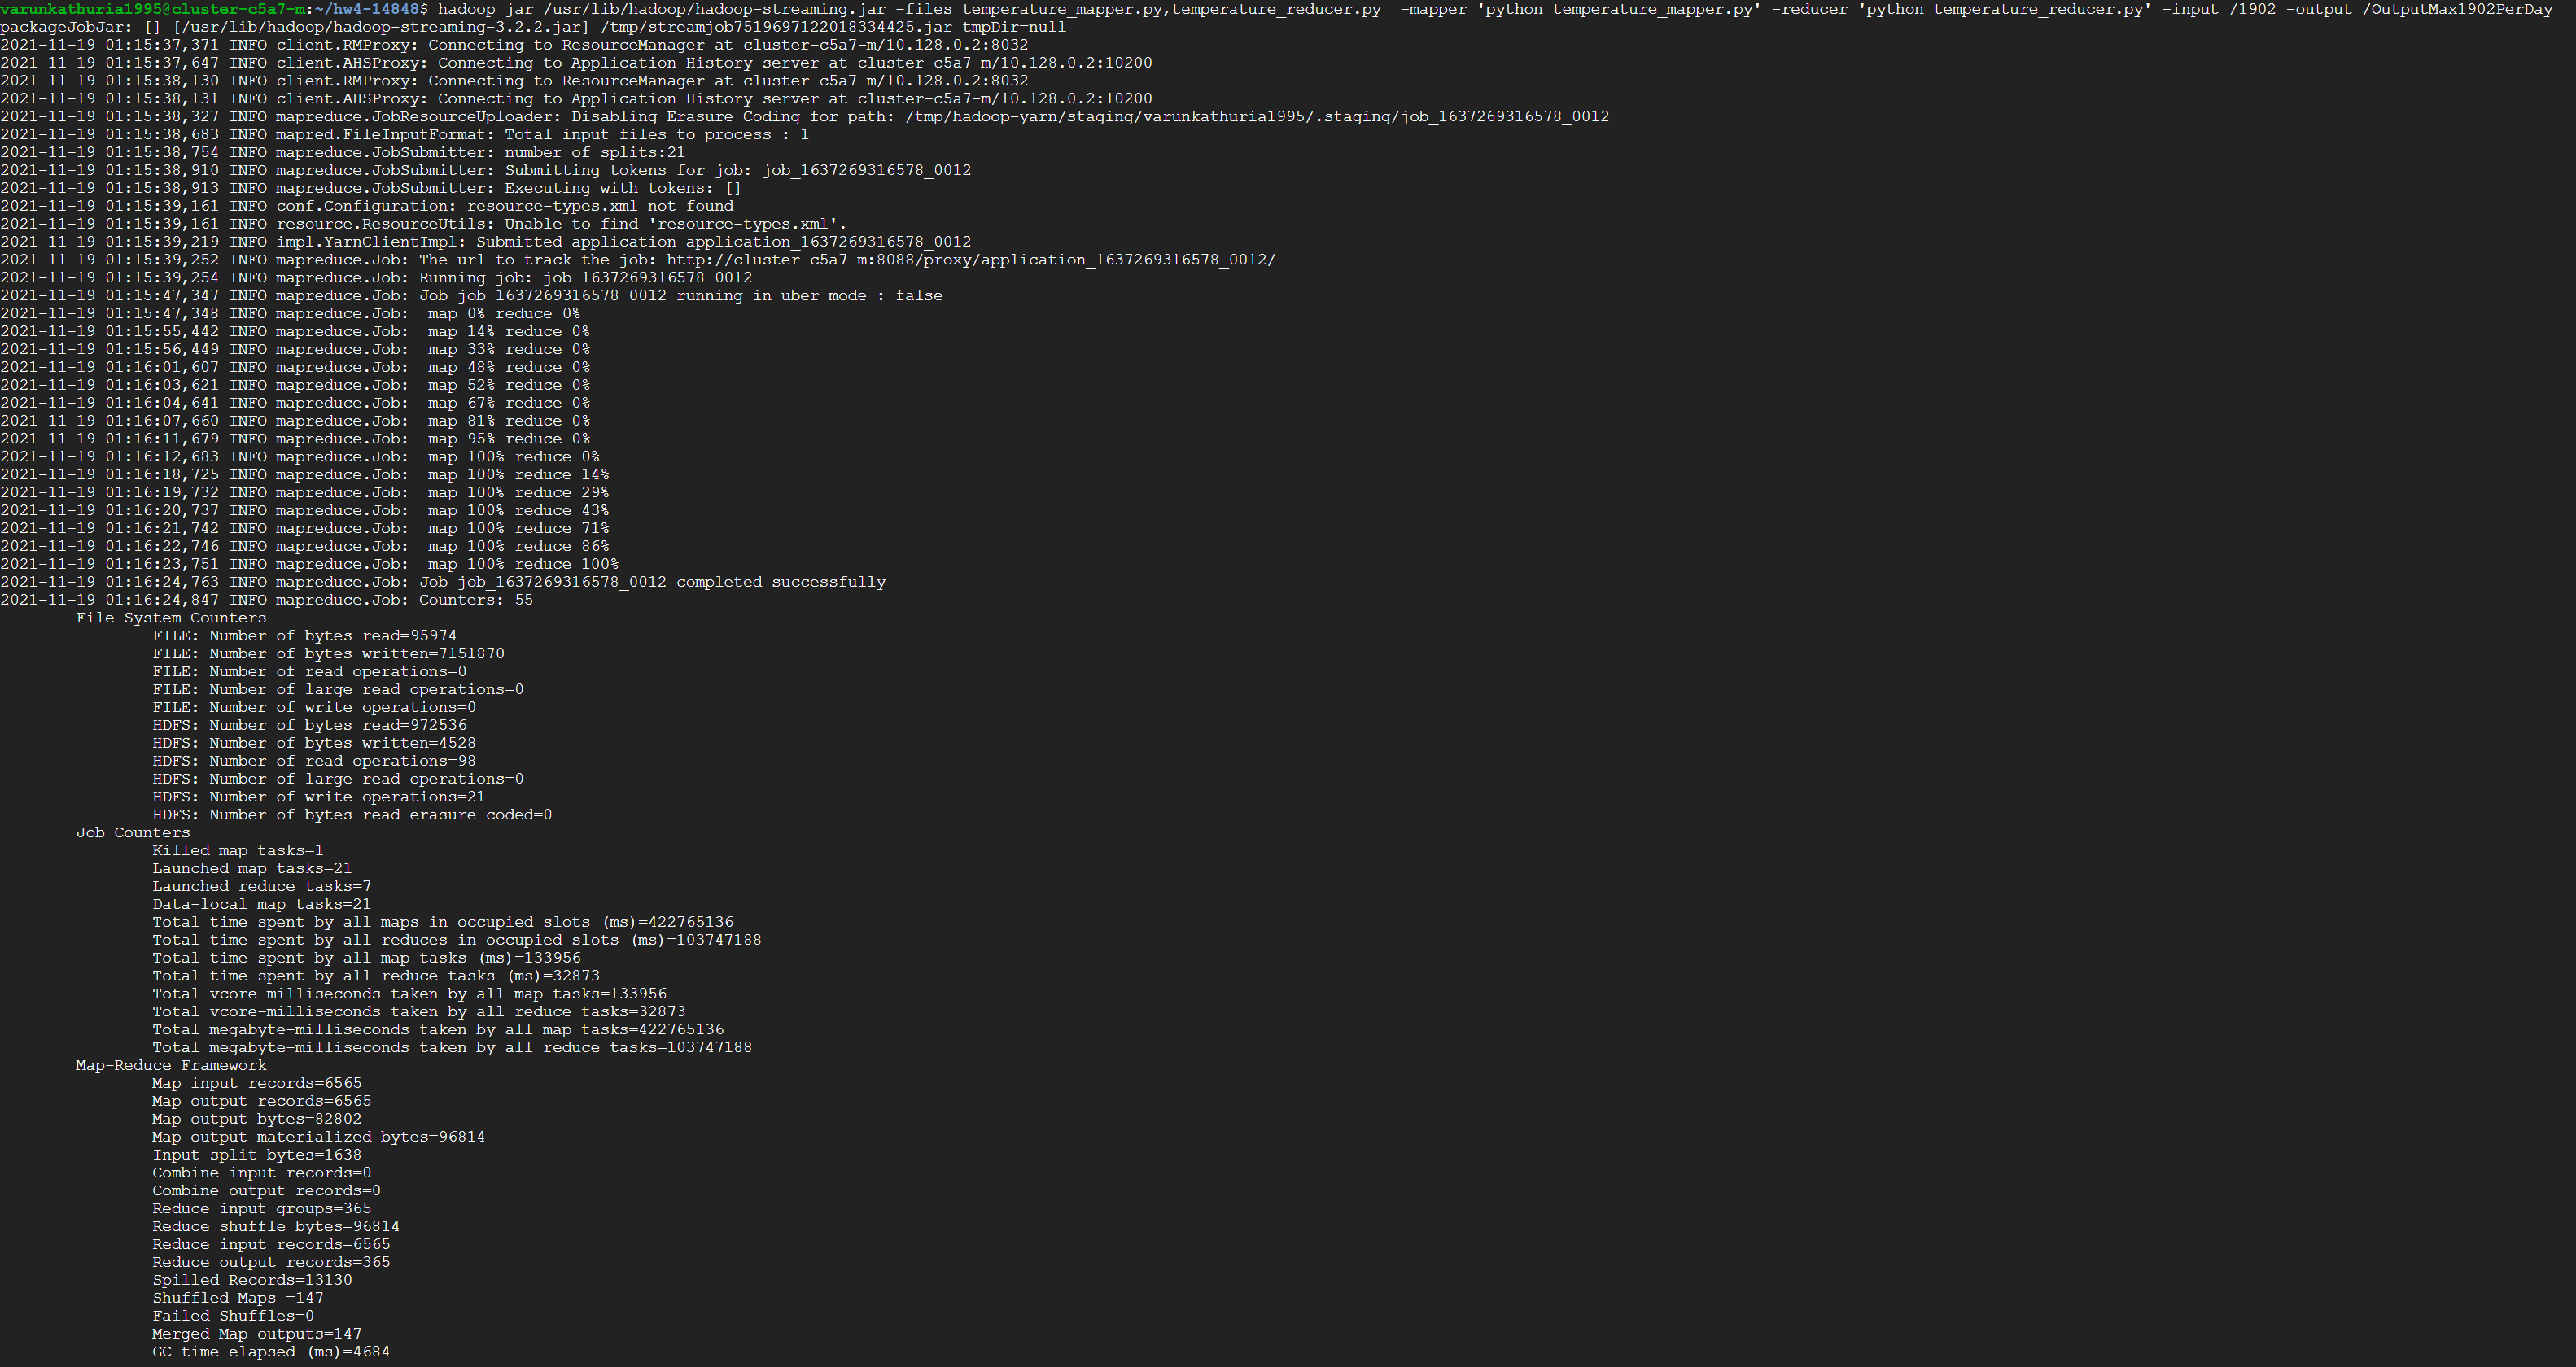 varunkathuria1995@cluster-c5a7-m:~/hw4-14848$ hadoop jar /usr/lib/hadoop/hadoop-streaming.jar -files temperature_mapper.py,temperature_reducer.py  -mapper 'python temperature_mapper.py' -reducer 'python temperature_reducer.py' -input /1902 -output /OutputMax1902PerDay
packageJobJar: [] [/usr/lib/hadoop/hadoop-streaming-3.2.2.jar] /tmp/streamjob7519697122018334425.jar tmpDir=null
2021-11-19 01:15:37,371 INFO client.RMProxy: Connecting to ResourceManager at cluster-c5a7-m/10.128.0.2:8032
2021-11-19 01:15:37,647 INFO client.AHSProxy: Connecting to Application History server at cluster-c5a7-m/10.128.0.2:10200
2021-11-19 01:15:38,130 INFO client.RMProxy: Connecting to ResourceManager at cluster-c5a7-m/10.128.0.2:8032
2021-11-19 01:15:38,131 INFO client.AHSProxy: Connecting to Application History server at cluster-c5a7-m/10.128.0.2:10200
2021-11-19 01:15:38,327 INFO mapreduce.JobResourceUploader: Disabling Erasure Coding for path: /tmp/hadoop-yarn/staging/varunkathuria1995/.staging/job_1637269316578_0012
2021-11-19 01:15:38,683 INFO mapred.FileInputFormat: Total input files to process : 1
2021-11-19 01:15:38,754 INFO mapreduce.JobSubmitter: number of splits:21
2021-11-19 01:15:38,910 INFO mapreduce.JobSubmitter: Submitting tokens for job: job_1637269316578_0012
2021-11-19 01:15:38,913 INFO mapreduce.JobSubmitter: Executing with tokens: []
2021-11-19 01:15:39,161 INFO conf.Configuration: resource-types.xml not found
2021-11-19 01:15:39,161 INFO resource.ResourceUtils: Unable to find 'resource-types.xml'.
2021-11-19 01:15:39,219 INFO impl.YarnClientImpl: Submitted application application_1637269316578_0012
2021-11-19 01:15:39,252 INFO mapreduce.Job: The url to track the job: http://cluster-c5a7-m:8088/proxy/application_1637269316578_0012/
2021-11-19 01:15:39,254 INFO mapreduce.Job: Running job: job_1637269316578_0012
2021-11-19 01:15:47,347 INFO mapreduce.Job: Job job_1637269316578_0012 running in uber mode : false
2021-11-19 01:15:47,348 INFO mapreduce.Job:  map 0% reduce 0%
2021-11-19 01:15:55,442 INFO mapreduce.Job:  map 14% reduce 0%
2021-11-19 01:15:56,449 INFO mapreduce.Job:  map 33% reduce 0%
2021-11-19 01:16:01,607 INFO mapreduce.Job:  map 48% reduce 0%
2021-11-19 01:16:03,621 INFO mapreduce.Job:  map 52% reduce 0%
2021-11-19 01:16:04,641 INFO mapreduce.Job:  map 67% reduce 0%
2021-11-19 01:16:07,660 INFO mapreduce.Job:  map 81% reduce 0%
2021-11-19 01:16:11,679 INFO mapreduce.Job:  map 95% reduce 0%
2021-11-19 01:16:12,683 INFO mapreduce.Job:  map 100% reduce 0%
2021-11-19 01:16:18,725 INFO mapreduce.Job:  map 100% reduce 14%
2021-11-19 01:16:19,732 INFO mapreduce.Job:  map 100% reduce 29%
2021-11-19 01:16:20,737 INFO mapreduce.Job:  map 100% reduce 43%
2021-11-19 01:16:21,742 INFO mapreduce.Job:  map 100% reduce 71%
2021-11-19 01:16:22,746 INFO mapreduce.Job:  map 100% reduce 86%
2021-11-19 01:16:23,751 INFO mapreduce.Job:  map 100% reduce 100%
2021-11-19 01:16:24,763 INFO mapreduce.Job: Job job_1637269316578_0012 completed successfully
2021-11-19 01:16:24,847 INFO mapreduce.Job: Counters: 55
File System Counters
FILE: Number of bytes read=95974
FILE: Number of bytes written=7151870
FILE: Number of read operations=0
FILE: Number of large read operations=0
FILE: Number of write operations=0
HDFS: Number of bytes read=972536
HDFS: Number of bytes written=4528
HDFS: Number of read operations=98
HDFS: Number of large read operations=0
HDFS: Number of write operations=21
HDFS: Number of bytes read erasure-coded=0
Job Counters
Killed map tasks=1
Launched map tasks=21
Launched reduce tasks=7
Data-local map tasks=21
Total time spent by all maps in occupied slots (ms)=422765136
Total time spent by all reduces in occupied slots (ms)=103747188
Total time spent by all map tasks (ms)=133956
Total time spent by all reduce tasks (ms)=32873
Total vcore-milliseconds taken by all map tasks=133956
Total vcore-milliseconds taken by all reduce tasks=32873
Total megabyte-milliseconds taken by all map tasks=422765136
Total megabyte-milliseconds taken by all reduce tasks=103747188
Map-Reduce Framework
Map input records=6565
Map output records=6565
Map output bytes=82802
Map output materialized bytes=96814
Input split bytes=1638
Combine input records=0
Combine output records=0
Reduce input groups=365
Reduce shuffle bytes=96814
Reduce input records=6565
Reduce output records=365
Spilled Records=13130
Shuffled Maps =147
Failed Shuffles=0
Merged Map outputs=147
GC time elapsed (ms)=4684